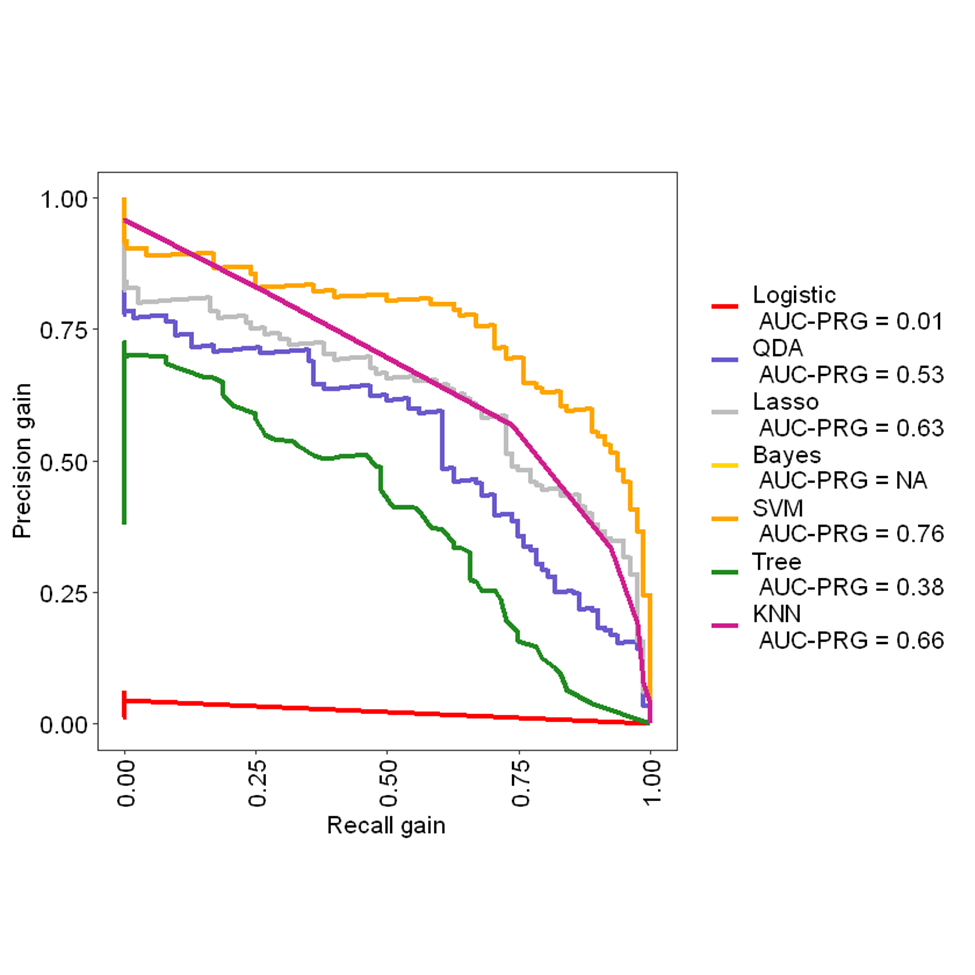 1.00
0.75
0.50
0.25
0.00
Precision gain
0.00
0.25
0.50
0.75
1.00
Recall gain
Logistic
AUC-PRG = 0.01
QDA
AUC-PRG = 0.53
Lasso
AUC-PRG = 0.63
Bayes
AUC-PRG = NA
SVM
AUC-PRG = 0.76
Tree
AUC-PRG = 0.38
KNN
AUC-PRG = 0.66